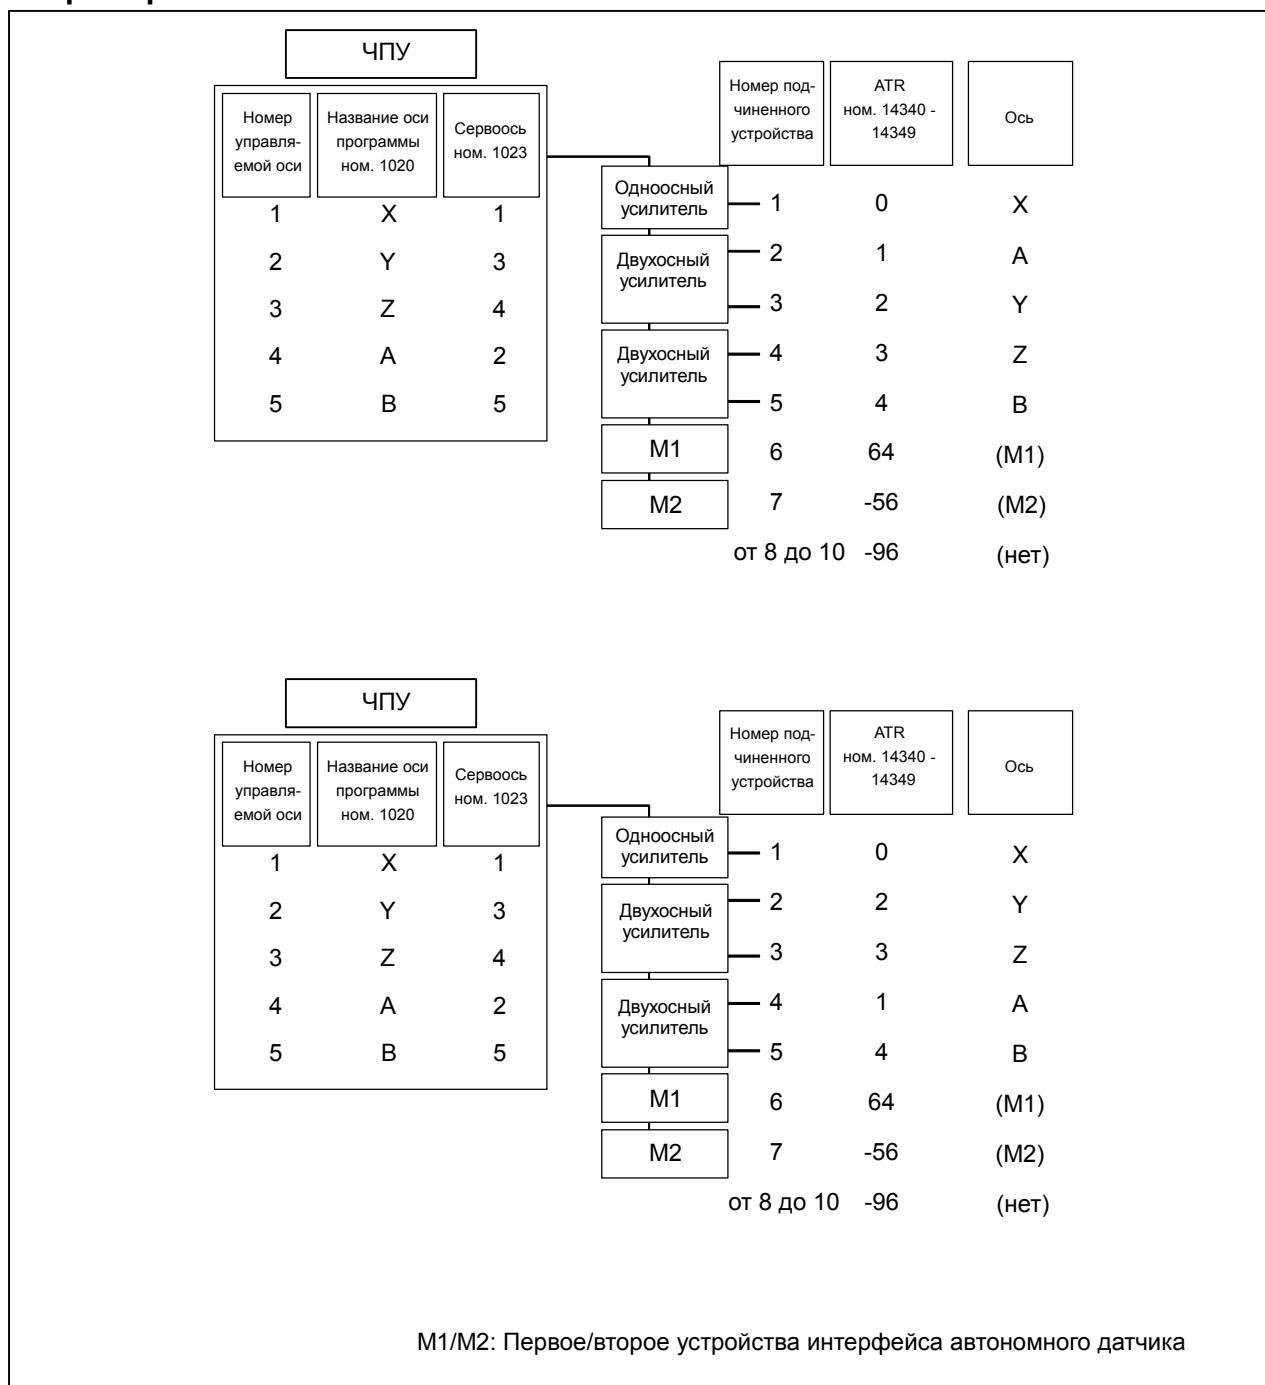 ЧПУ
Номер управля-емой оси
Название оси программы ном. 1020
Сервоось ном. 1023
1 X 1
2 Y 3
3 Z 4
4 A 2
5 B 5
Номер под-чиненного устройства
ATR ном. 14340 - 14349
Ось
Одноосный усилитель
1 0 X
Двухосный усилитель
2 1 A
3 2 Y
Двухосный усилитель
4 3 Z
5 4 B
M1 6 64 (M1)
M2 7 -56 (M2)
от 8 до 10 -96 (нет)
ЧПУ
Номер управля-емой оси
Название оси программы ном. 1020
Сервоось ном. 1023
1 X 1
2 Y 3
3 Z 4
4 A 2
5 B 5
Номер под-чиненного устройства
ATR ном. 14340 - 14349
Ось
Одноосный усилитель
1 0 X
Двухосный усилитель
2 2 Y
3 3 Z
Двухосный усилитель
4 1 A
5 4 B
M1 6 64 (M1)
M2 7 -56 (M2)
от 8 до 10 -96 (нет)
M1/M2: Первое/второе устройства интерфейса автономного датчика